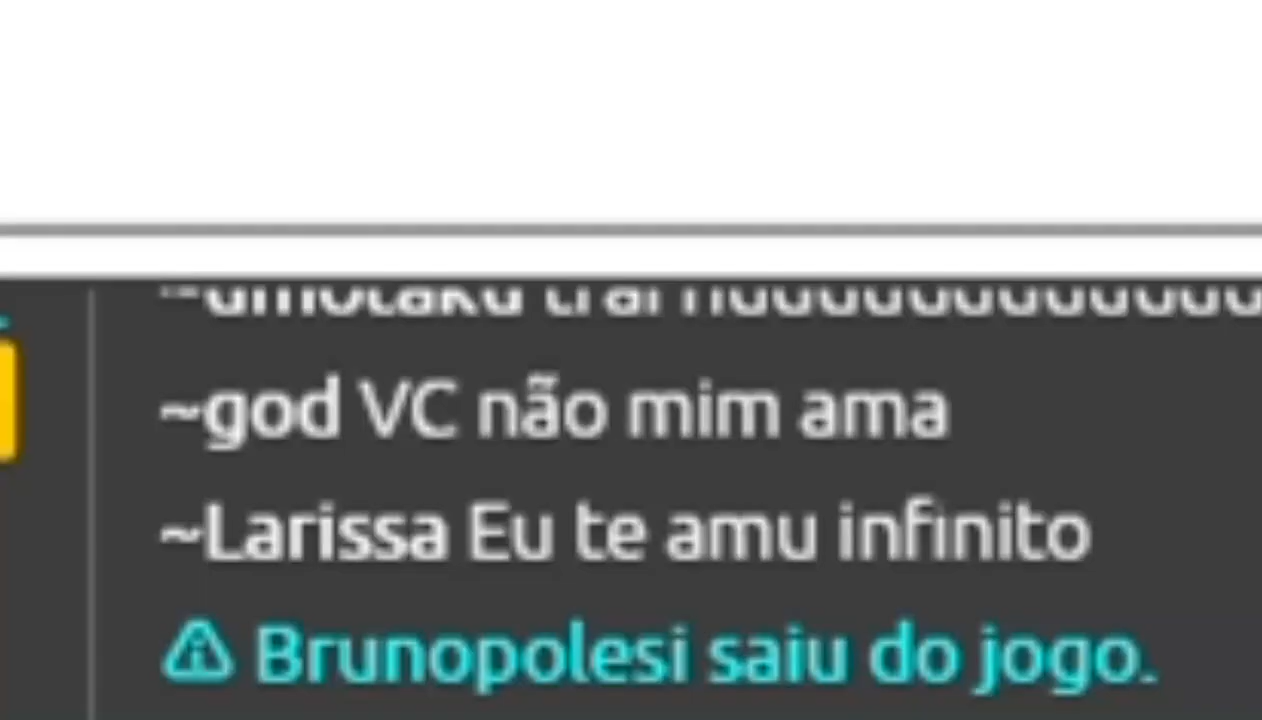 ~god VC não mim ama
~Larissa Eu te amu infinito
Brunopolesi saiu do jogo.